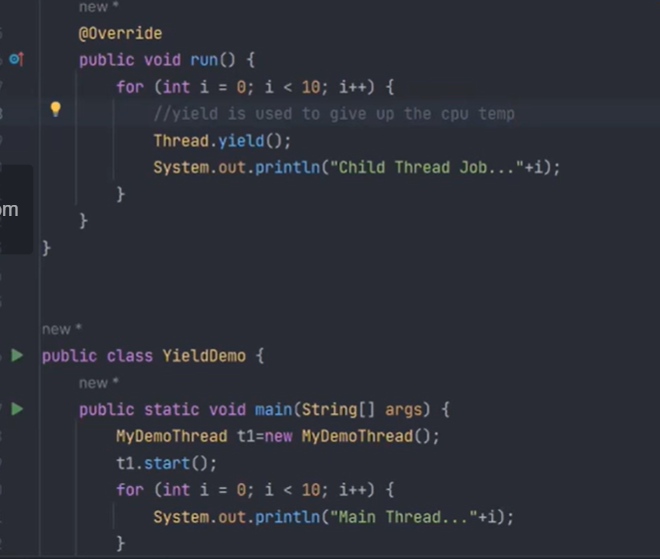 new *
@Override
public void run() {
for (int i = 0; i < 10; i++) {
//yield is used to give up the cpu temp
Thread.yield();
System.out.println("Child Thread Job..."+i);
}
}
}
new *
public class YieldDemo {
new *
public static void main(String[] args) {
MyDemoThread t1=new MyDemoThread();
t1.start();
for (int i = 0; i < 10; i++) {
System.out.println("Main Thread..."+i);
}